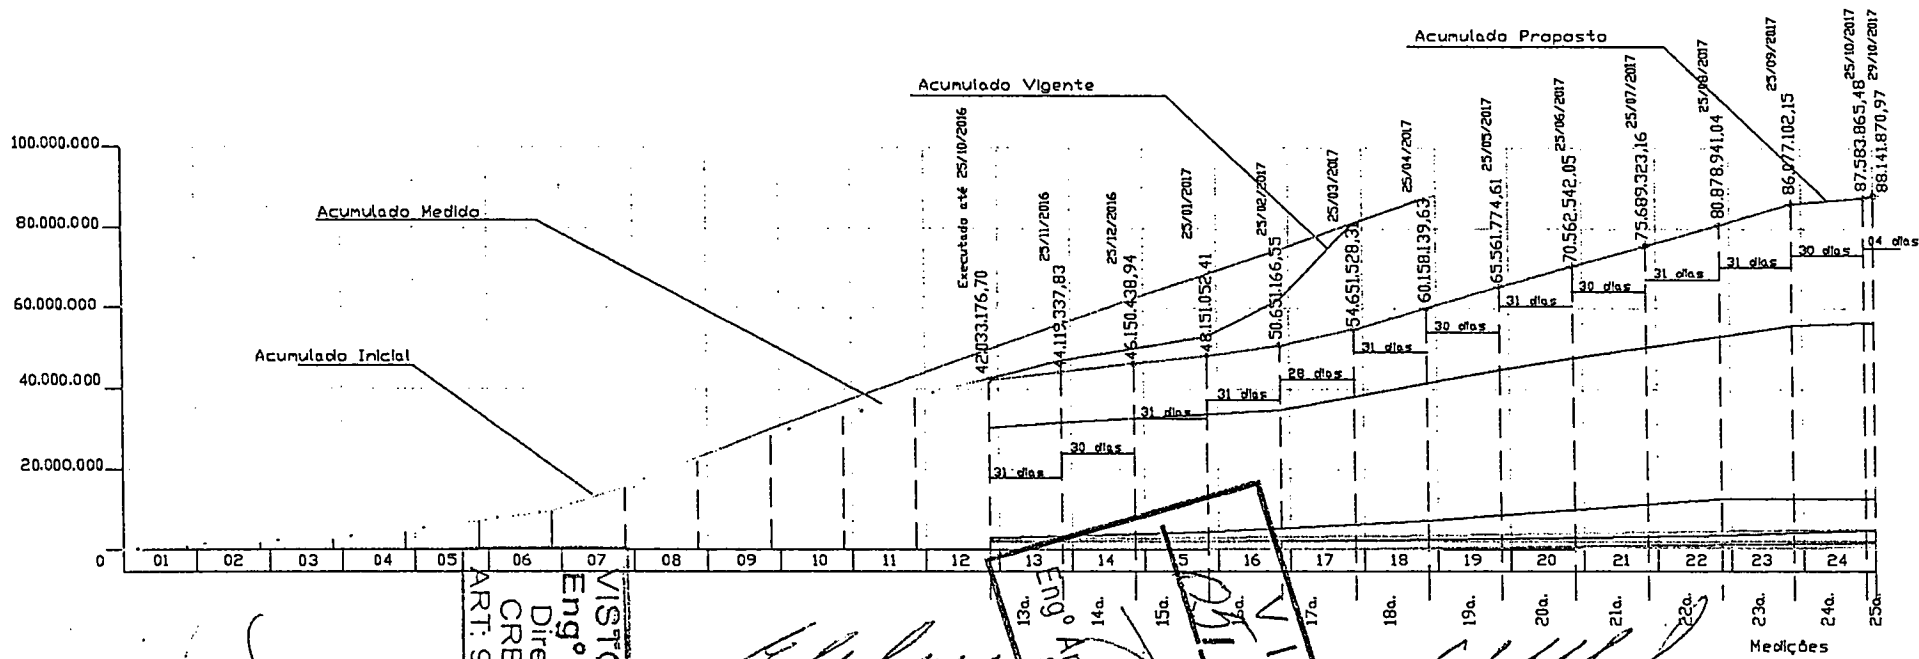 Acumulado Proposto
Acumulado Vigente
Acumulado Medido
Acumulado Inicial
100.000.000
80.000.000
60.000.000
40.000.000
20.000.000
0
Executado até 25/10/2016
42.033.176,70
25/11/2016
44.119.337,83
25/12/2016
46.150.438,94
25/01/2017
48.151.052,41
25/02/2017
50.651.166,55
25/03/2017
54.651.528,31
25/04/2017
60.158.139,63
25/05/2017
65.561.774,61
25/06/2017
70.562.542,05
25/07/2017
75.689.323,16
25/08/2017
80.878.941,04
25/09/2017
86.077.102,15
25/10/2017
87.583.865,48
29/10/2017
88.141.870,97
31 dias
30 dias
31 dias
31 dias
28 dias
31 dias
30 dias
31 dias
30 dias
31 dias
31 dias
30 dias
04 dias
01 02 03 04 05 06 07 08 09 10 11 12 13 14 15 16 17 18 19 20 21 22 23 24
13a. 14a. 15a. 16a. 17a. 18a. 19a. 20a. 21a. 22a. 23a. 24a. 25a
Medições
VISTO
Engº
Dire
CRE
ART: S
V I
Engº